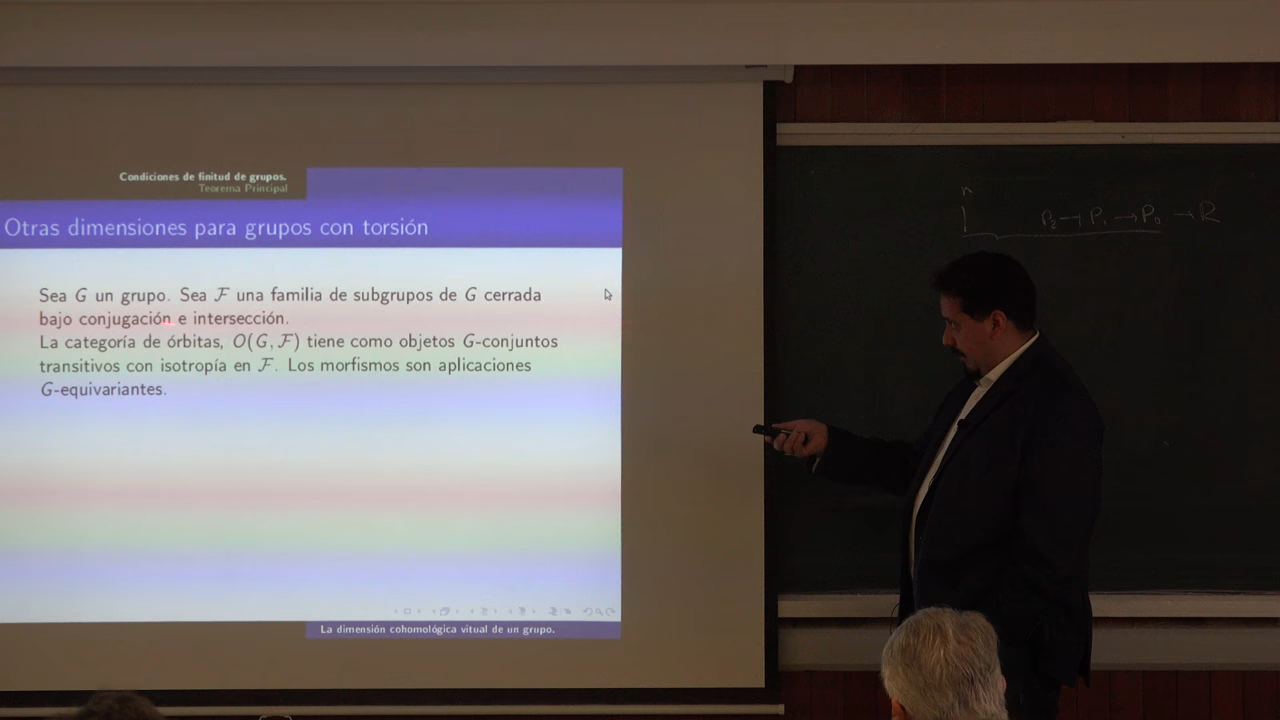 Condiciones de finitud de grupos.
Teorema Principal
Otras dimensiones para grupos con torsión
Sea G un grupo. Sea ℱ una familia de subgrupos de G cerrada
bajo conjugación e intersección.
La categoría de órbitas, O(G, ℱ) tiene como objetos G-conjuntos
transitivos con isotropía en ℱ. Los morfismos son aplicaciones
G-equivariantes.
La dimensión cohomológica vitual de un grupo.
n
P₂ → P₁ → P₀ → R